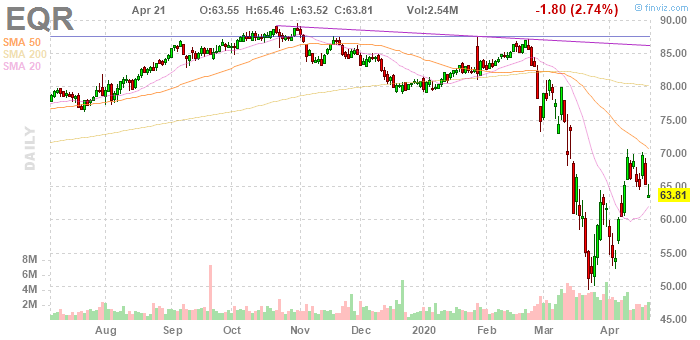 EQR Apr 21 O:63.55 H:65.46 L:63.52 C:63.81 Vol:2.54M -1.80 (2.74%) © finviz.com
SMA 50
SMA 200
SMA 20
DAILY
90.00
85.00
80.00
75.00
70.00
65.00
63.81
60.00
55.00
50.00
45.00
8M
6M
4M
2M
Aug Sep Oct Nov Dec 2020 Feb Mar Apr